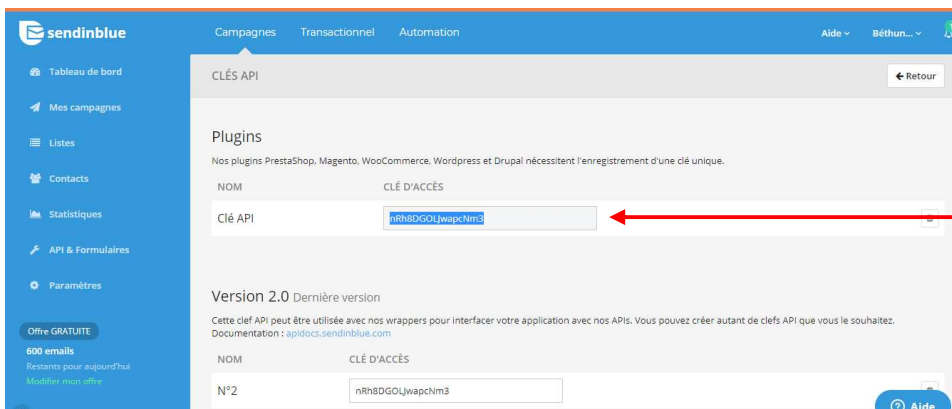 sendinblue
Campagnes Transactionnel Automation
Aide Béthun...
Tableau de bord
Mes campagnes
Listes
Contacts
Statistiques
API & Formulaires
Paramètres
Offre GRATUITE
600 emails
Restants pour aujourd'hui
Modifier mon offre
CLÉS API
Retour
Plugins
Nos plugins PrestaShop, Magento, WooCommerce, Wordpress et Drupal nécessitent l'enregistrement d'une clé unique.
NOM CLÉ D'ACCÈS
Clé API nRh8DGOLJwapcNm3
Version 2.0 Dernière version
Cette clef API peut être utilisée avec nos wrappers pour interfacer votre application avec nos APIs. Vous pouvez créer autant de clefs API que vous le souhaitez.
Documentation : apidocs.sendinblue.com
NOM CLÉ D'ACCÈS
N°2 nRh8DGOLJwapcNm3
Aide